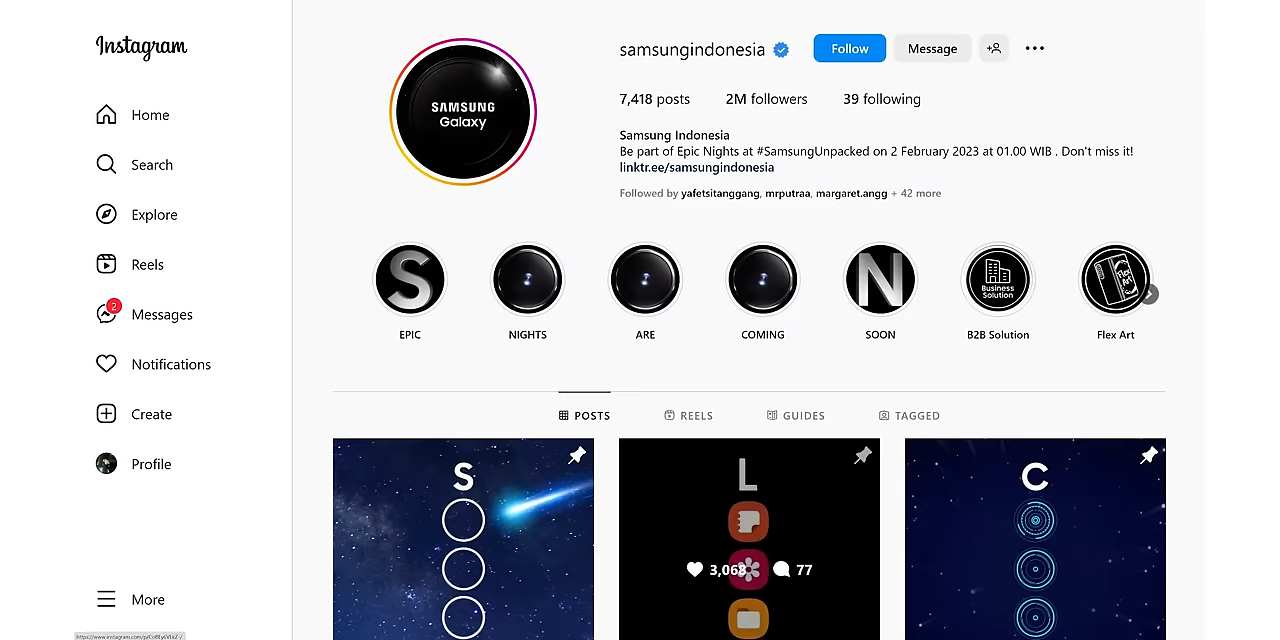 Instagram
Home
Search
Explore
Reels
2
Messages
Notifications
Create
Profile
More
SAMSUNG
Galaxy
samsungindonesia
Follow
Message
7,418 posts
2M followers
39 following
Samsung Indonesia
Be part of Epic Nights at #SamsungUnpacked on 2 February 2023 at 01.00 WIB . Don't miss it!
linktr.ee/samsungindonesia
Followed by yafetsitanggang, mrputraa, margaret.angg + 42 more
S
N
Business
Solution
Flex
Art
EPIC
NIGHTS
ARE
COMING
SOON
B2B Solution
Flex Art
POSTS
REELS
GUIDES
TAGGED
S
L
C
3,068
77